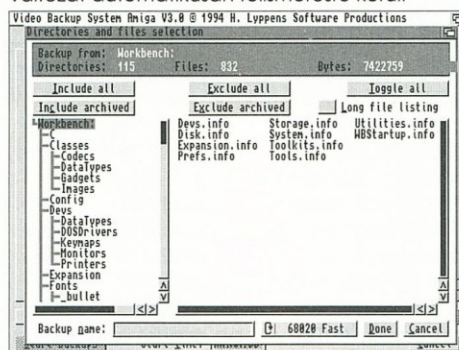 Video Backup System Amiga V3.0 © 1994 H. Lyppens Software Productions
Directories and files selection
Backup from: Workbench:
Directories: 115 Files: 832 Bytes: 7422759
Include all Exclude all Toggle all
Include archived Exclude archived Long file listing
Workbench:
C
Classes
Codecs
DataTypes
Gadgets
Images
Config
Devs
DataTypes
DOSDrivers
Keymaps
Monitors
Printers
Expansion
Fonts
_bullet
Devs.info Storage.info Utilities.info
Disk.info System.info WBStartup.info
Expansion.info Toolkits.info
Prefs.info Tools.info
Backup name: 68020 Fast Done Cancel